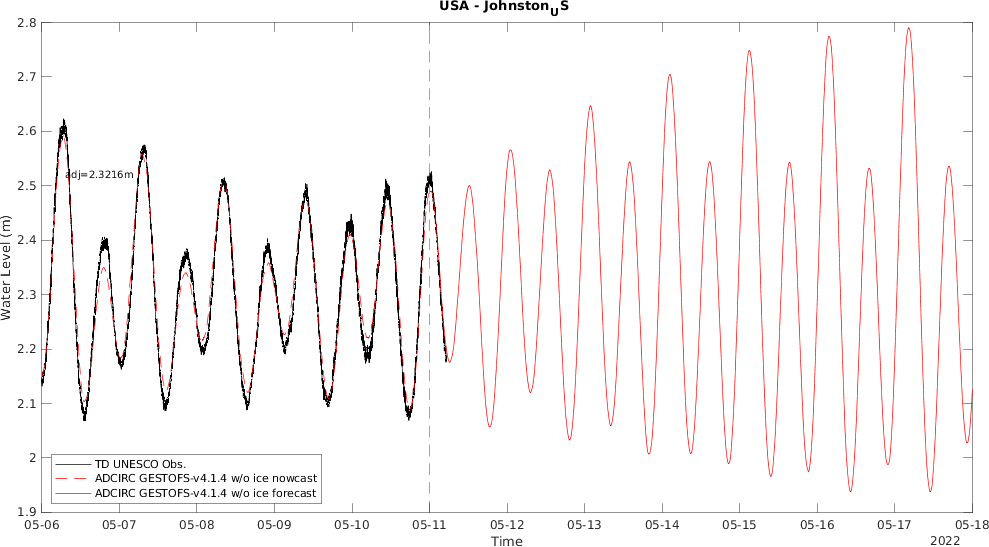 USA - Johnston_US
2.8
2.7
2.6
2.5
2.4
2.3
2.2
2.1
2
1.9
Water Level (m)
adj=2.3216m
TD UNESCO Obs.
ADCIRC GESTOFS-v4.1.4 w/o ice nowcast
ADCIRC GESTOFS-v4.1.4 w/o ice forecast
05-06 05-07 05-08 05-09 05-10 05-11 05-12 05-13 05-14 05-15 05-16 05-17 05-18
Time
2022